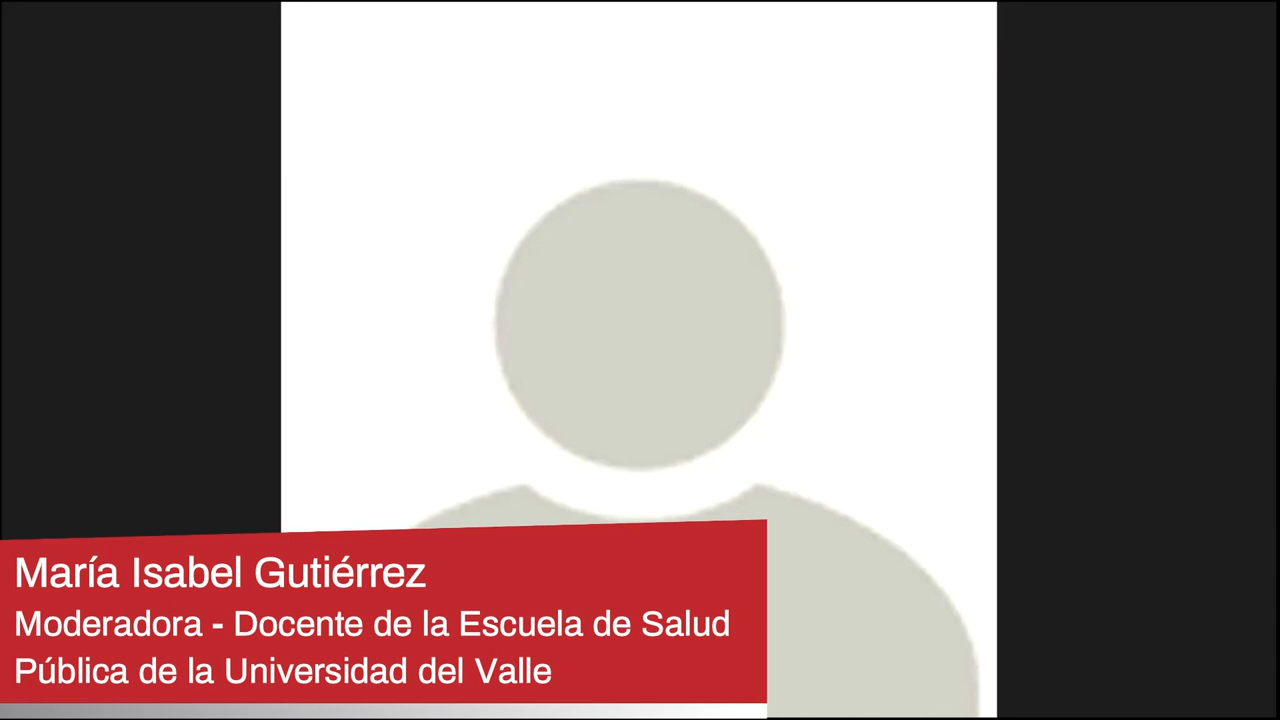 María Isabel Gutiérrez
Moderadora - Docente de la Escuela de Salud
Pública de la Universidad del Valle